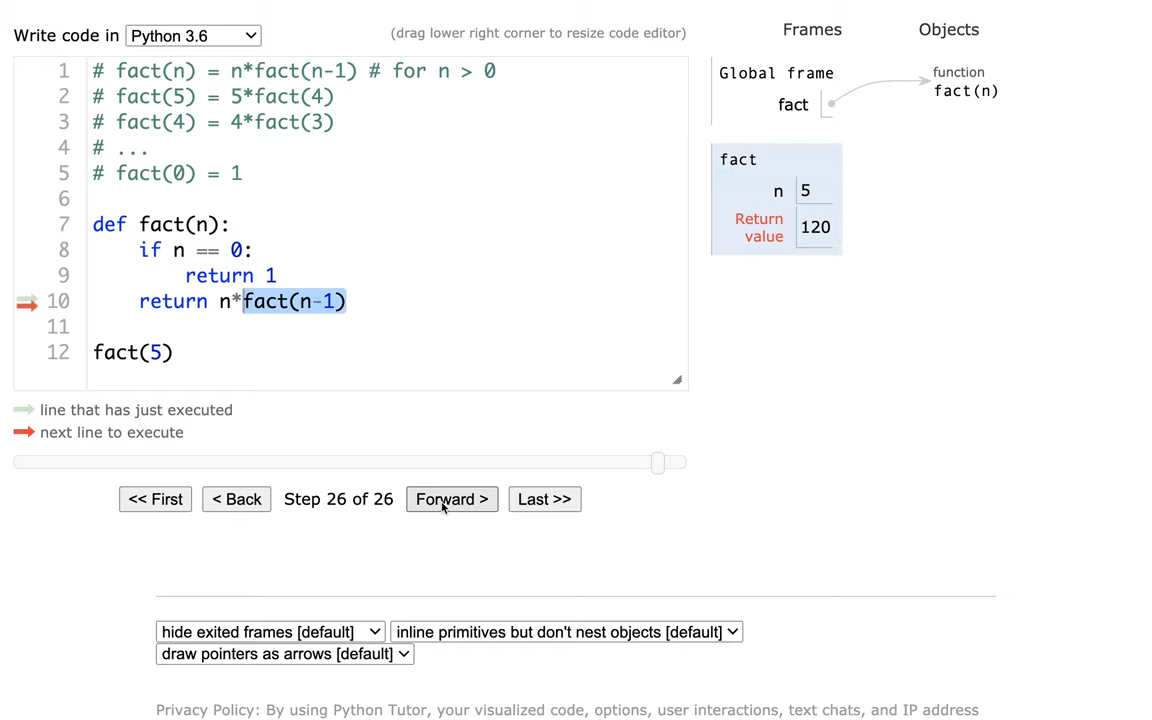 Write code in Python 3.6
(drag lower right corner to resize code editor)
1 # fact(n) = n*fact(n-1) # for n > 0
2 # fact(5) = 5*fact(4)
3 # fact(4) = 4*fact(3)
4 # ...
5 # fact(0) = 1
6
7 def fact(n):
8     if n == 0:
9         return 1
10     return n*fact(n-1)
11
12 fact(5)
line that has just executed
next line to execute
<< First < Back Step 26 of 26 Forward > Last >>
Frames Objects
Global frame
fact
function
fact(n)
fact
n 5
Return
value 120
hide exited frames [default] inline primitives but don't nest objects [default]
draw pointers as arrows [default]
Privacy Policy: By using Python Tutor, your visualized code, options, user interactions, text chats, and IP address